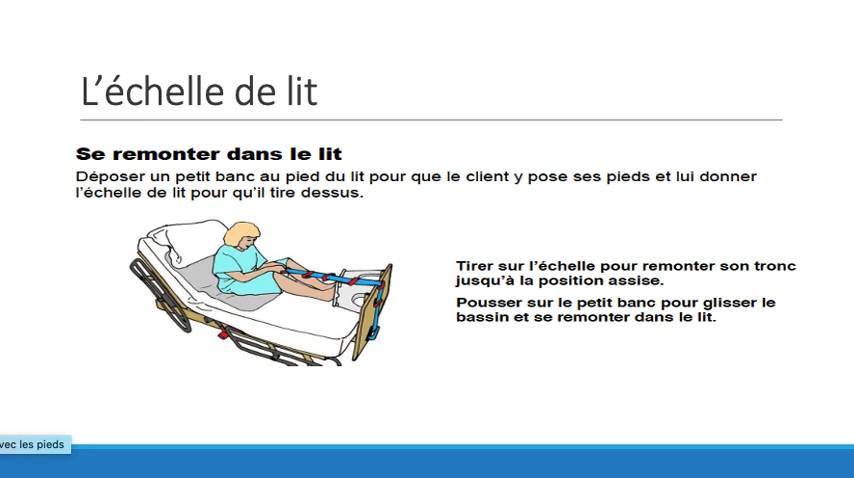 L’échelle de lit
Se remonter dans le lit
Déposer un petit banc au pied du lit pour que le client y pose ses pieds et lui donner
l’échelle de lit pour qu’il tire dessus.
Tirer sur l’échelle pour remonter son tronc
jusqu’à la position assise.
Pousser sur le petit banc pour glisser le
bassin et se remonter dans le lit.
vec les pieds